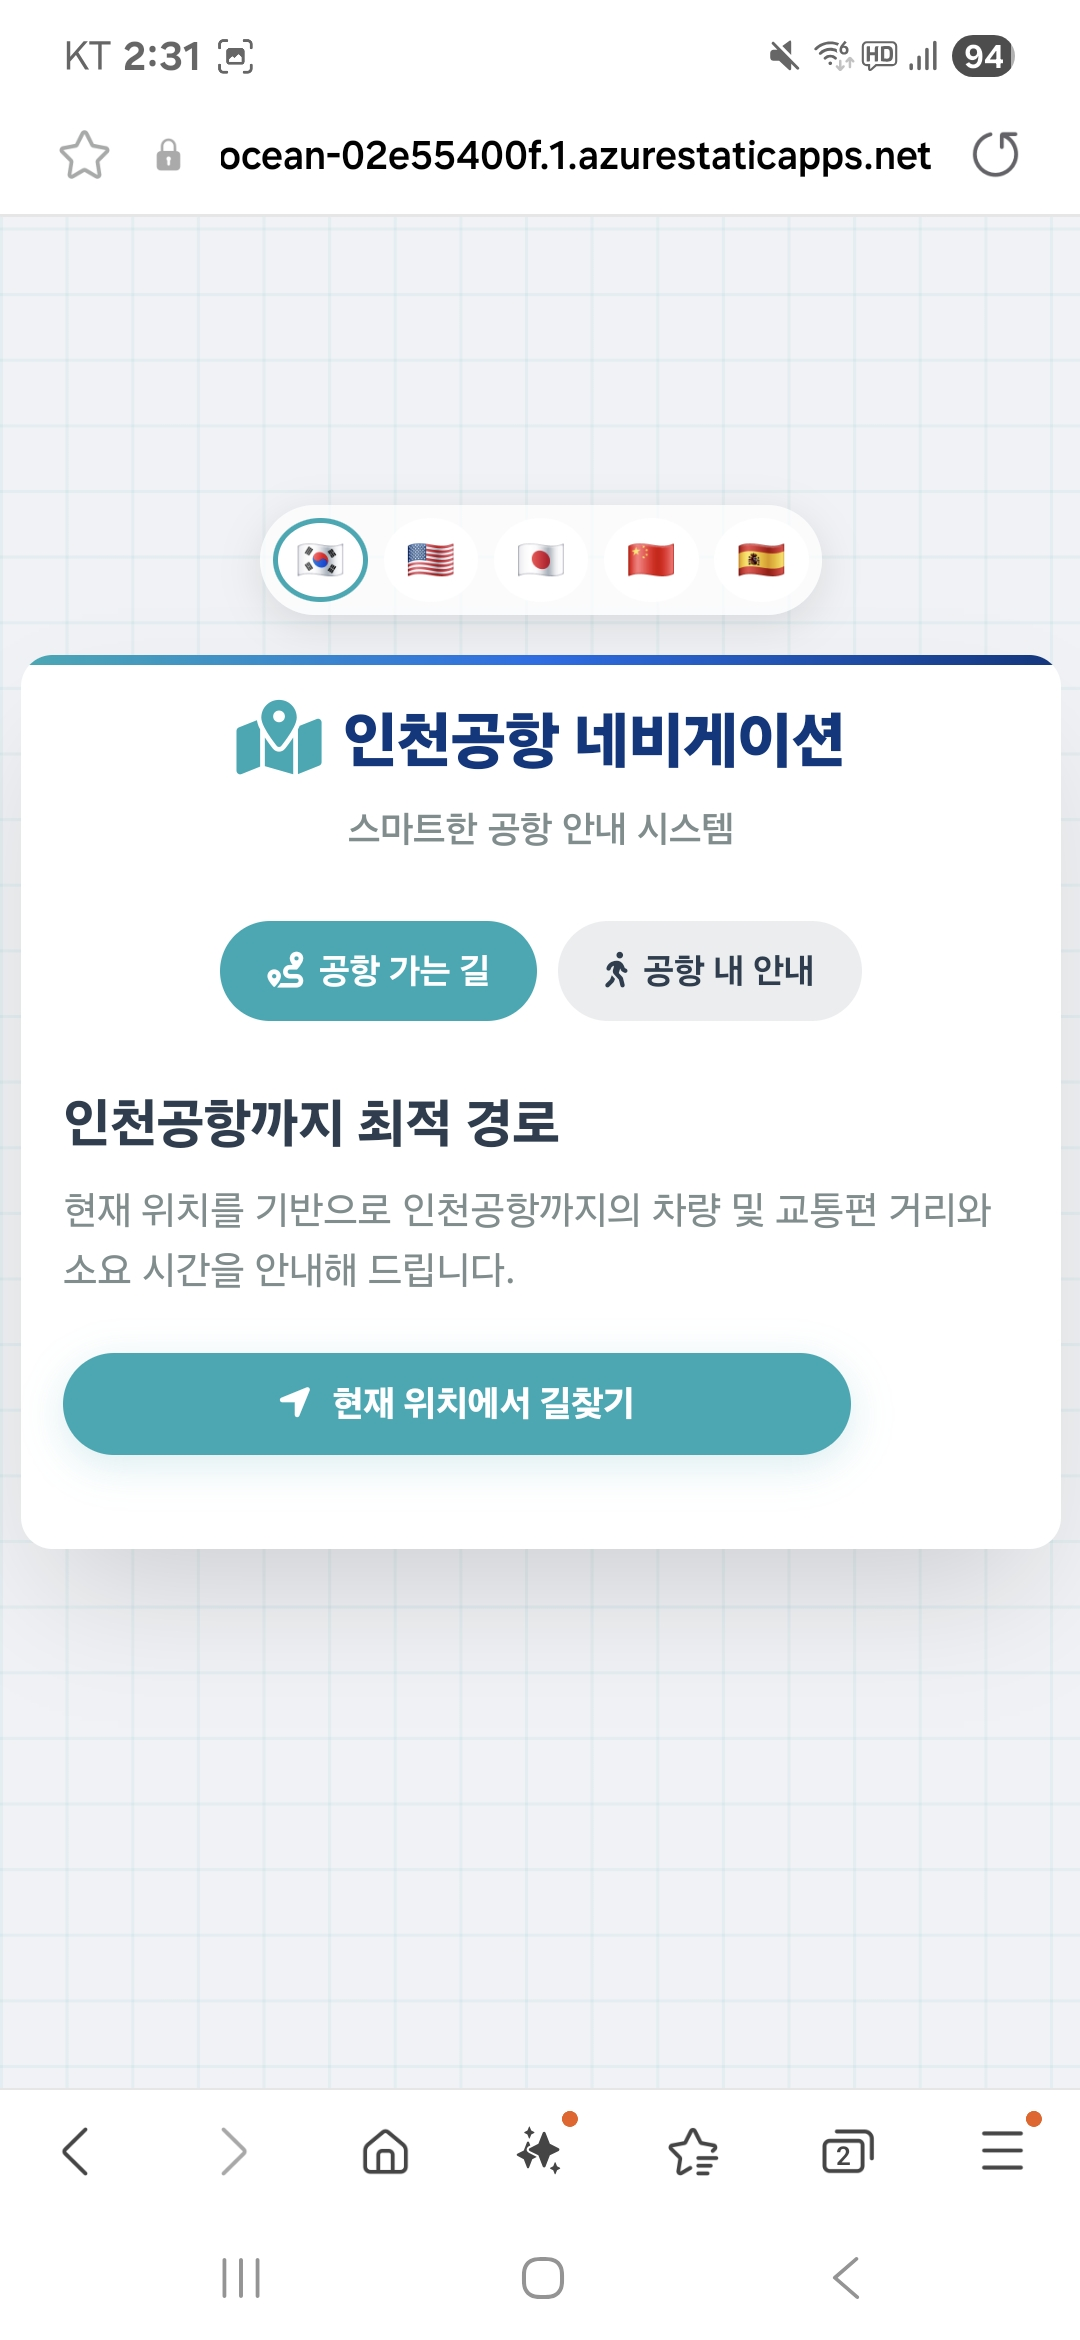 KT 2:31
6 HD 94
ocean-02e55400f.1.azurestaticapps.net
인천공항 네비게이션
스마트한 공항 안내 시스템
공항 가는 길
공항 내 안내
인천공항까지 최적 경로
현재 위치를 기반으로 인천공항까지의 차량 및 교통편 거리와
소요 시간을 안내해 드립니다.
현재 위치에서 길찾기
2